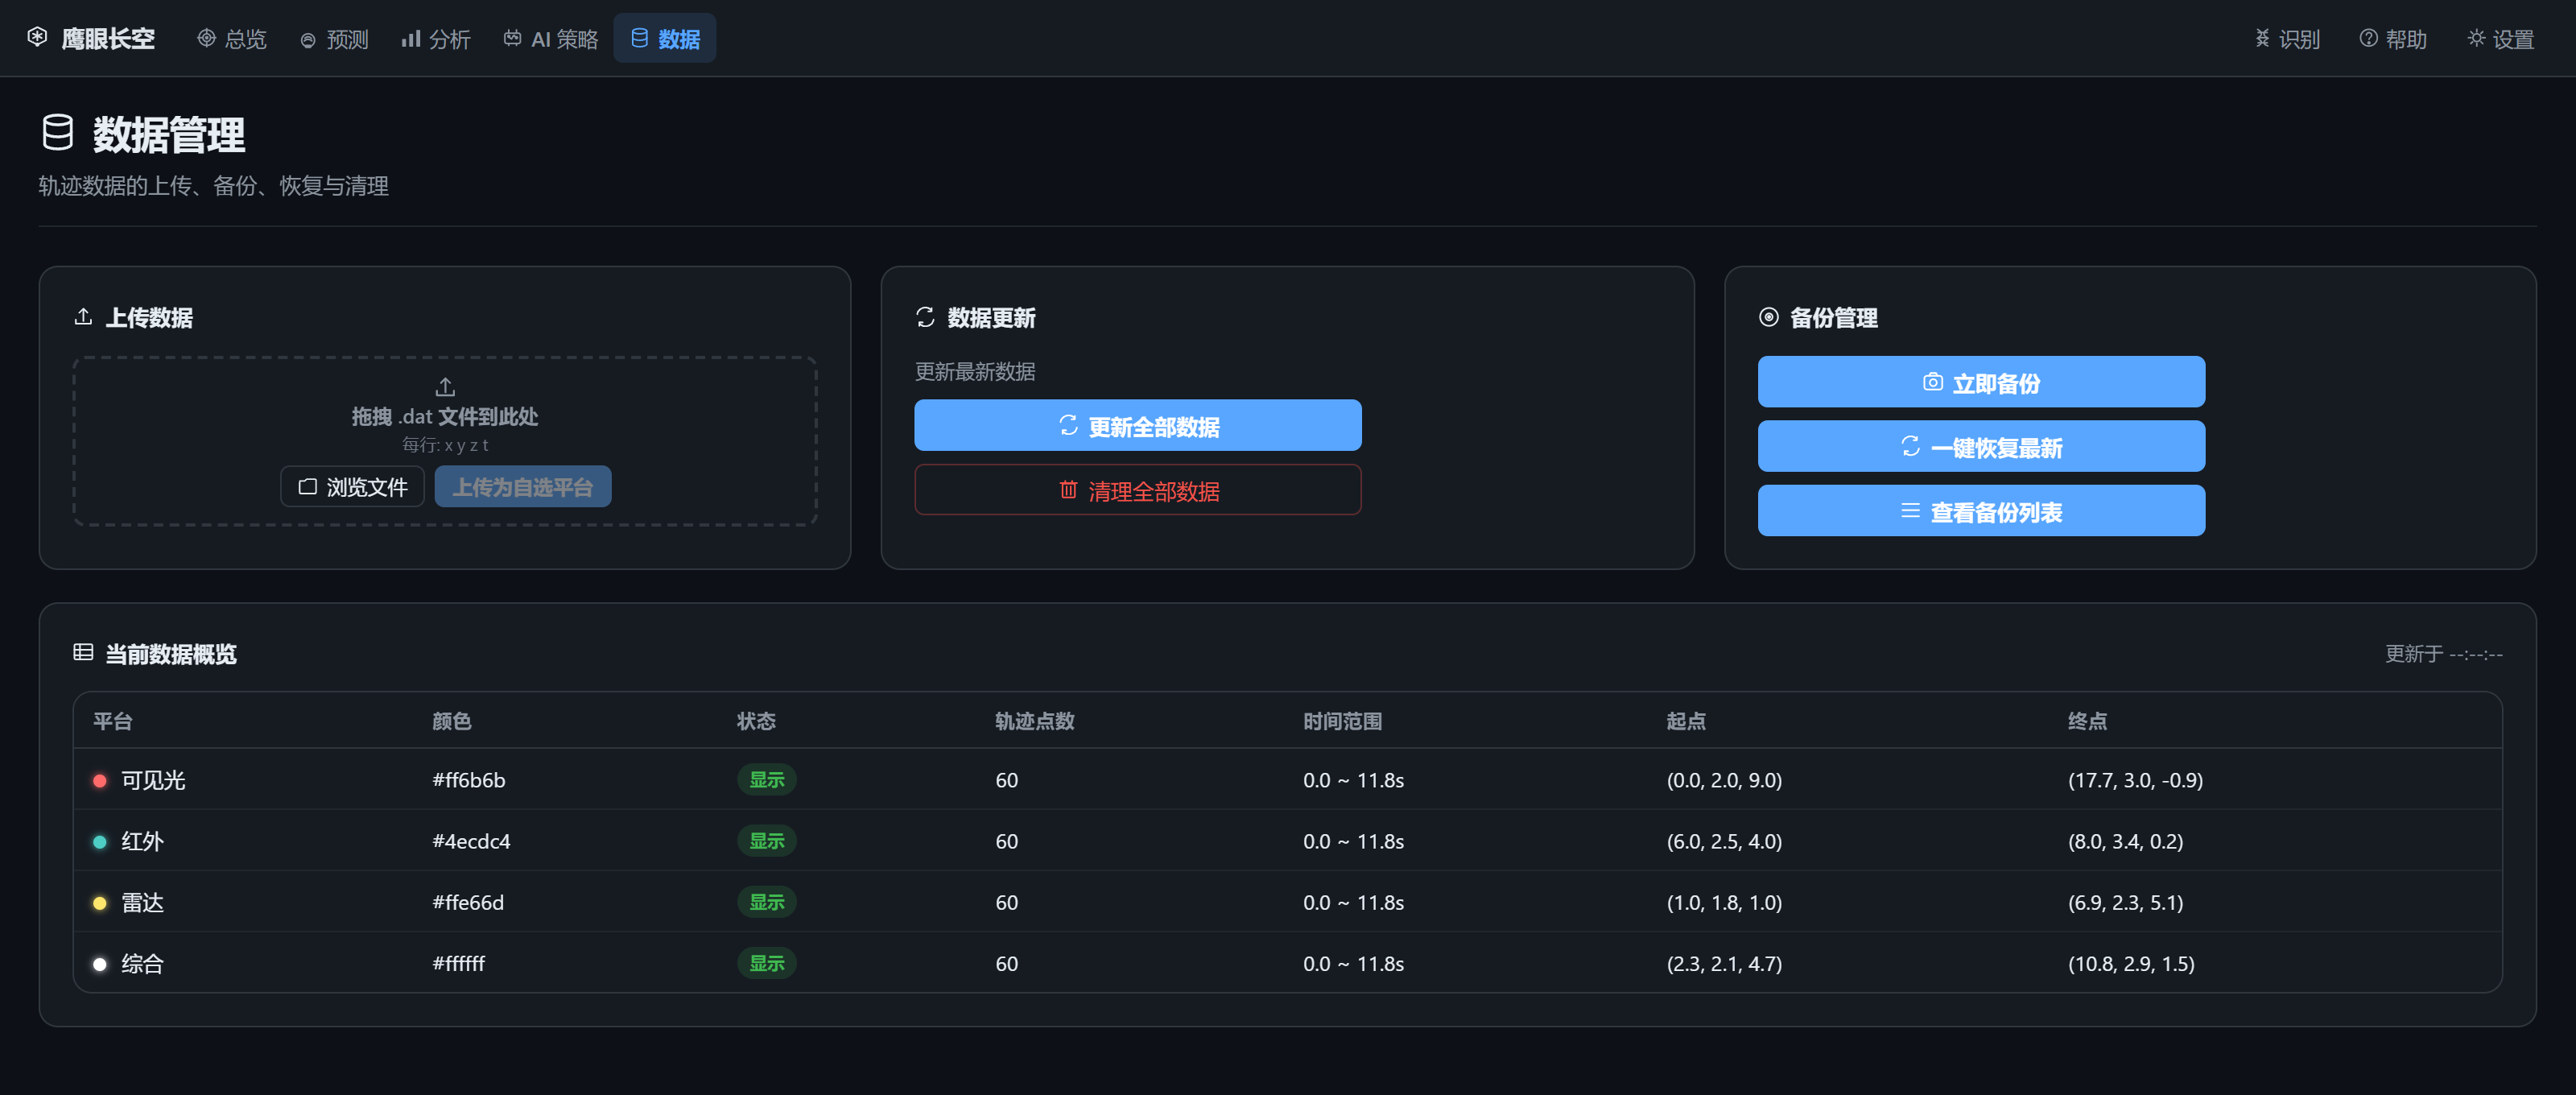 鹰眼长空 总览 预测 分析 AI 策略 数据 识别 帮助 设置
数据管理
轨迹数据的上传、备份、恢复与清理
上传数据
拖拽 .dat 文件到此处
每行: x y z t
浏览文件 上传为自选平台
数据更新
更新最新数据
更新全部数据
清理全部数据
备份管理
立即备份
一键恢复最新
查看备份列表
当前数据概览 更新于 --:--:--
平台 颜色 状态 轨迹点数 时间范围 起点 终点
可见光 #ff6b6b 显示 60 0.0 ~ 11.8s (0.0, 2.0, 9.0) (17.7, 3.0, -0.9)
红外 #4ecdc4 显示 60 0.0 ~ 11.8s (6.0, 2.5, 4.0) (8.0, 3.4, 0.2)
雷达 #ffe66d 显示 60 0.0 ~ 11.8s (1.0, 1.8, 1.0) (6.9, 2.3, 5.1)
综合 #ffffff 显示 60 0.0 ~ 11.8s (2.3, 2.1, 4.7) (10.8, 2.9, 1.5)